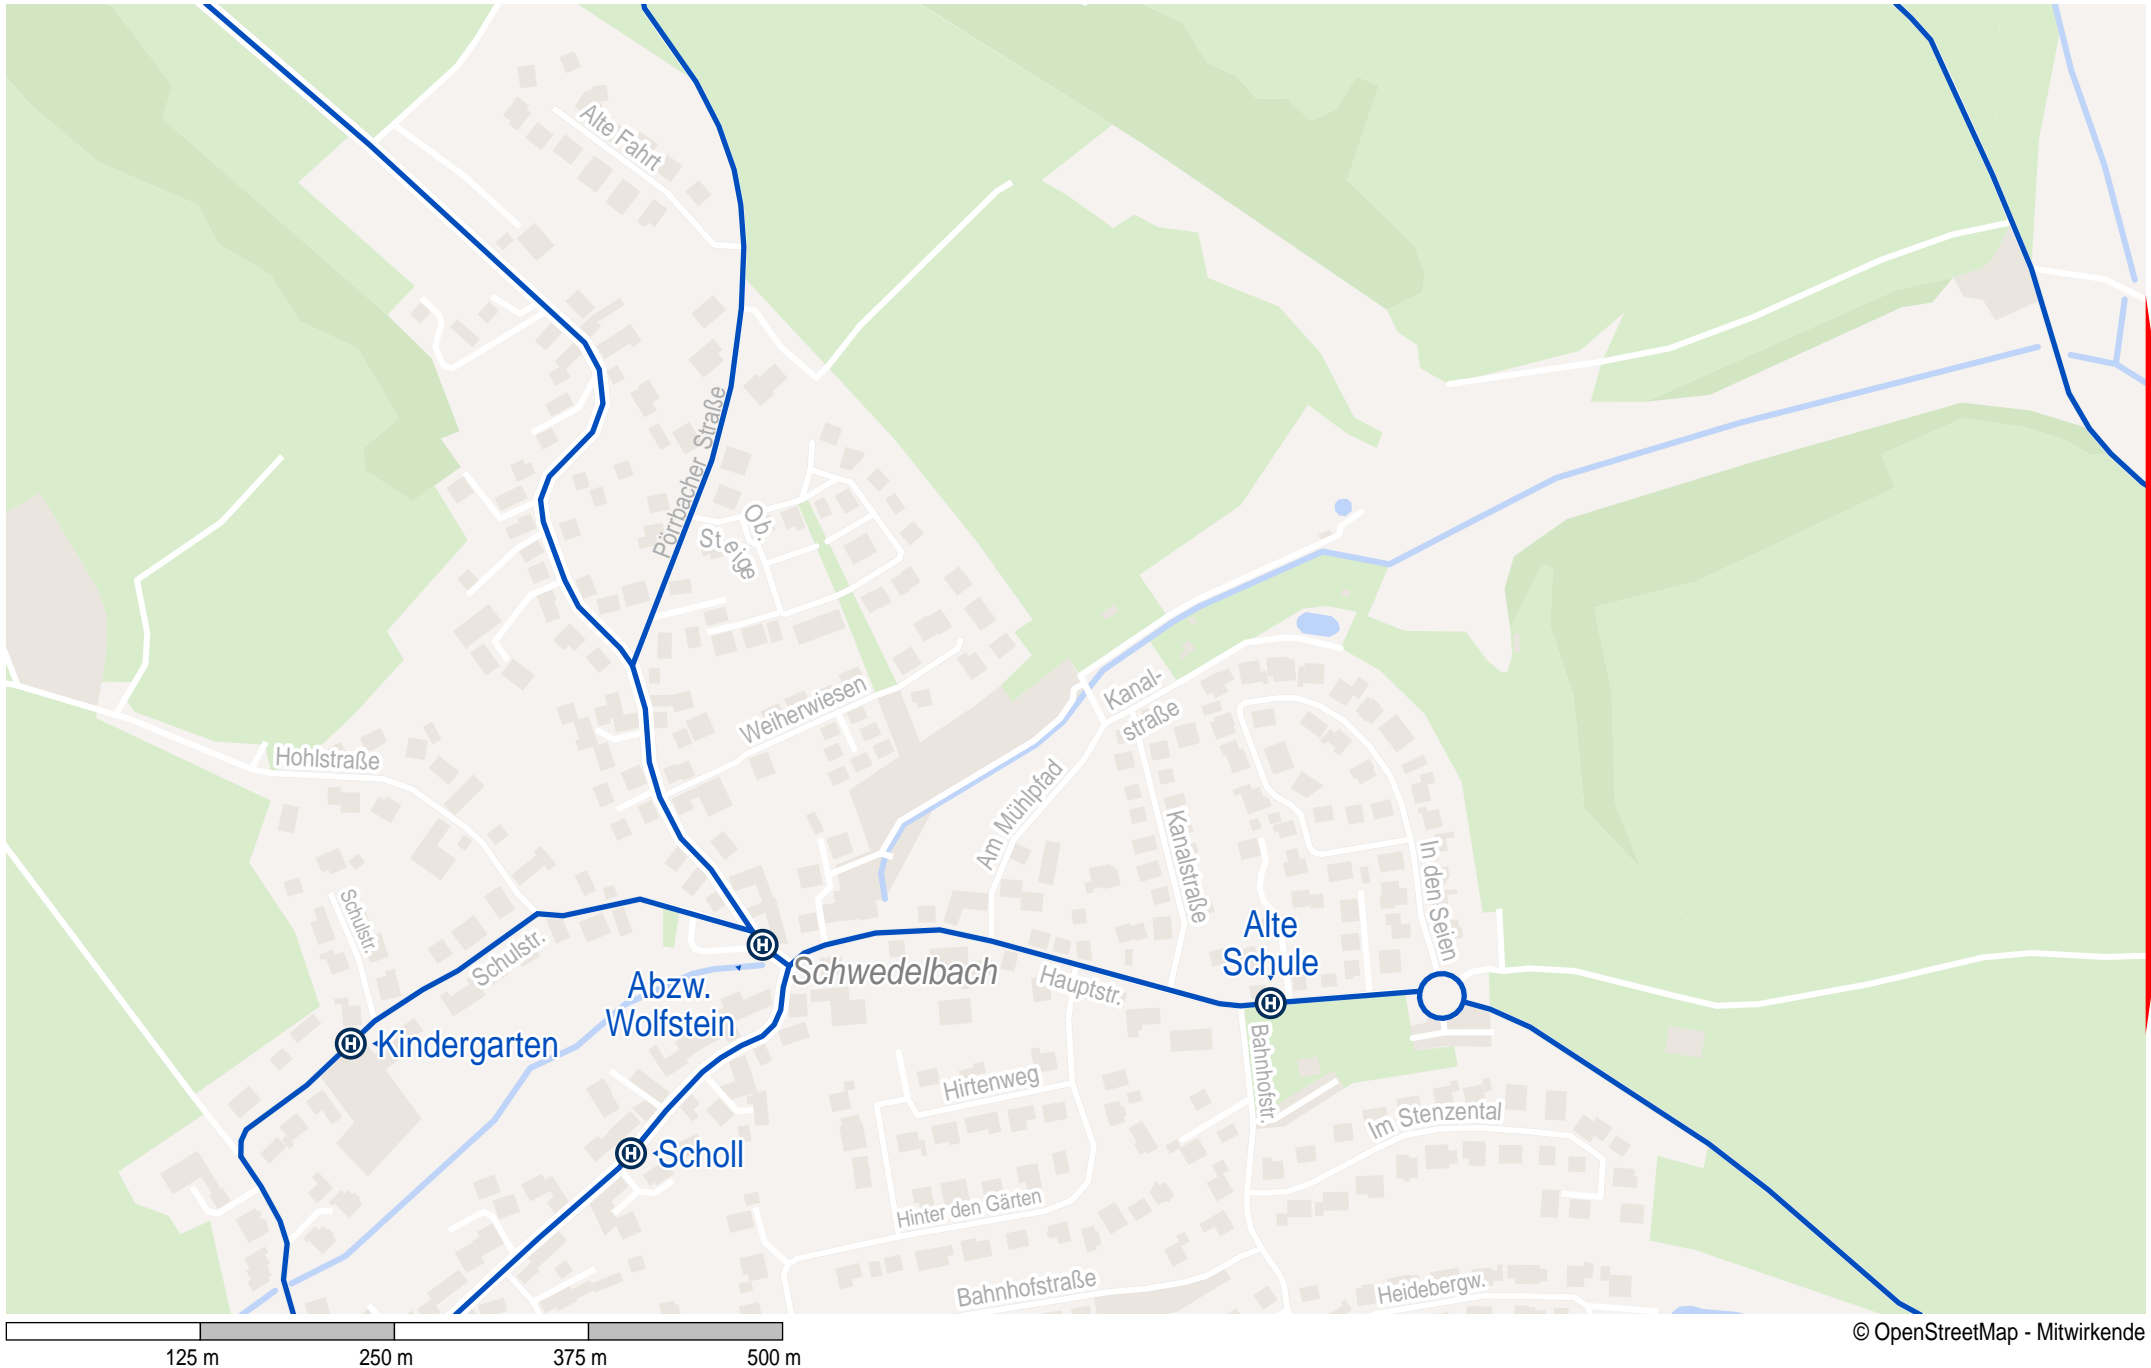 Alte Fahrt
Pörrbacher Straße
Ob.
Steige
Weiherwiesen
Kanal-
straße
Hohlstraße
Am Mühlpfad
Kanalstraße
In den Seien
Schulstr.
Schulstr.
Alte
Schule
Schwedelbach
Hauptstr.
Abzw.
Wolfstein
H
H
H
Kindergarten
Bahnhofstr.
Hirtenweg
Im Stenzental
H
Scholl
Hinter den Gärten
Bahnhofstraße
Heidebergw.
125 m
250 m
375 m
500 m
© OpenStreetMap - Mitwirkende